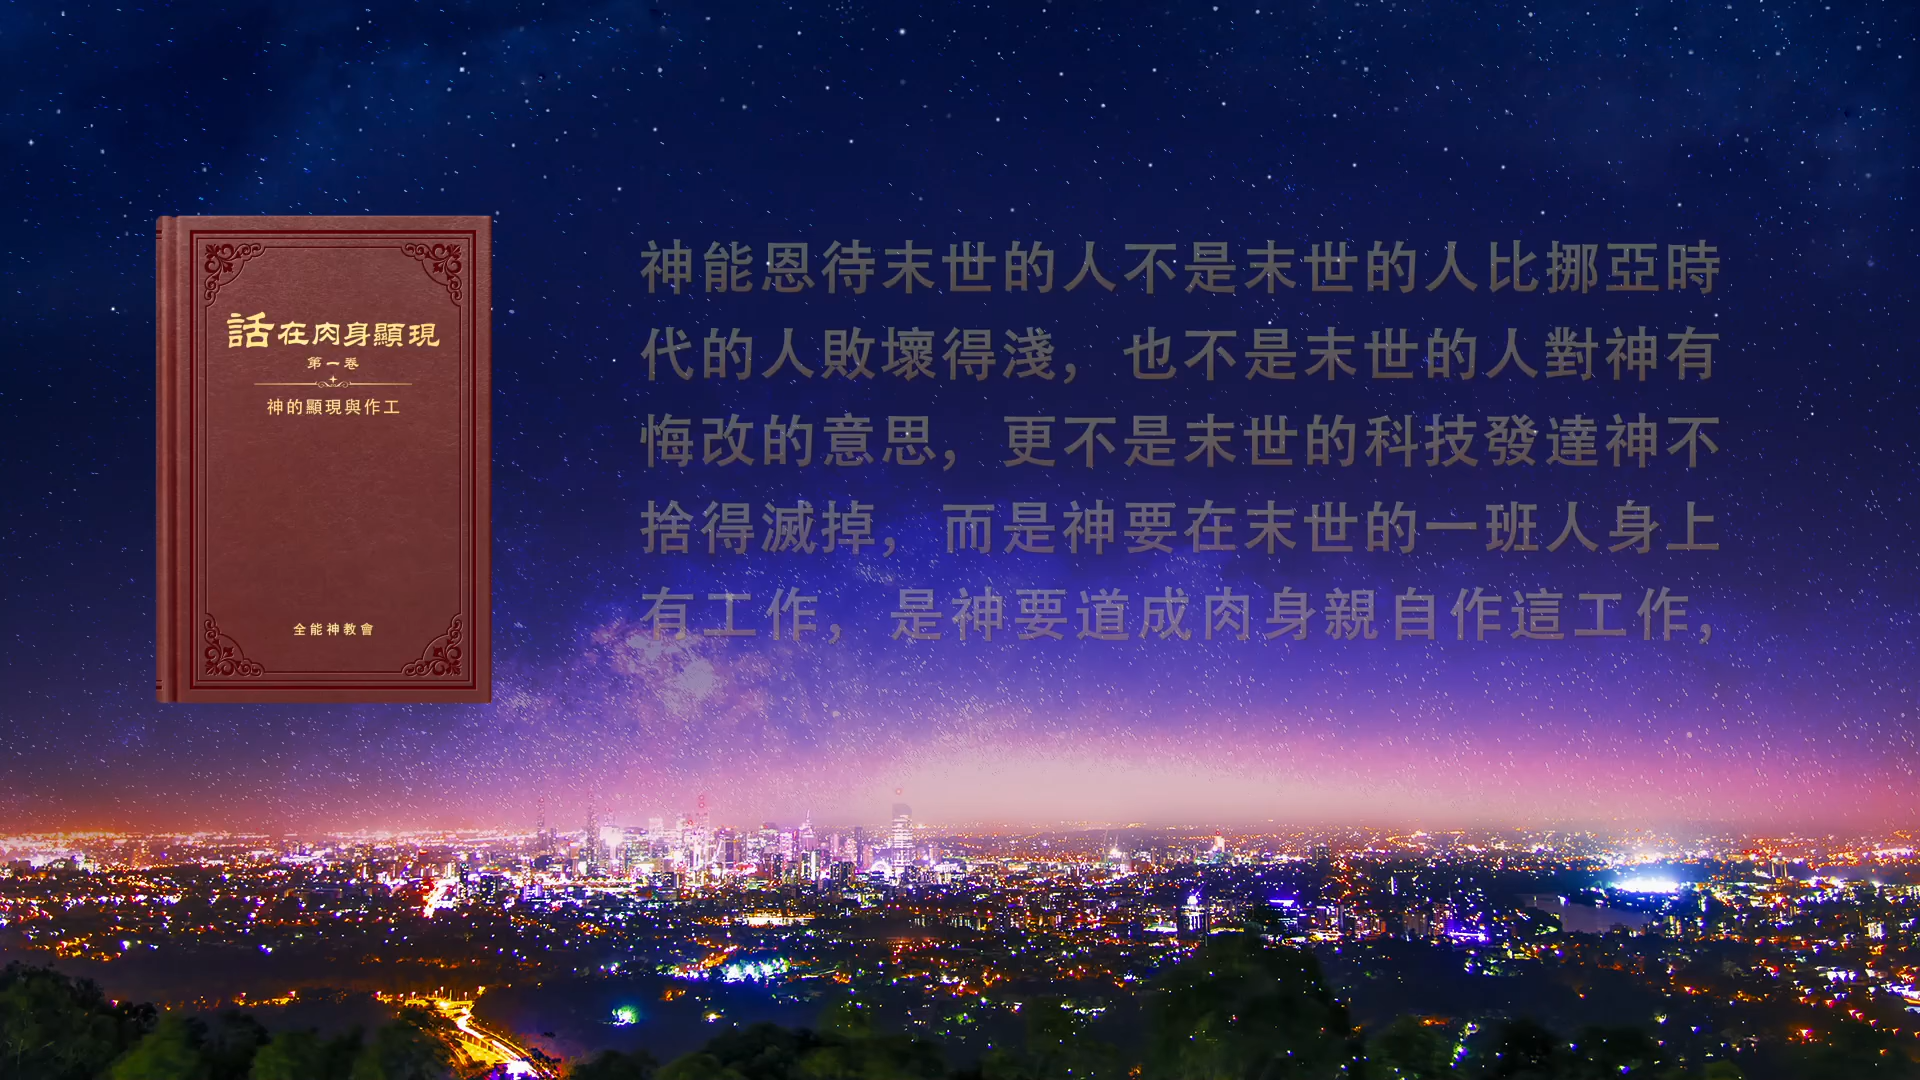 話在肉身顯現
第一卷
神的顯現與作工
全能神教會
神能恩待末世的人不是末世的人比挪亞時
代的人敗壞得淺，也不是末世的人對神有
悔改的意思，更不是末世的科技發達神不
捨得滅掉，而是神要在末世的一班人身上
有工作，是神要道成肉身親自作這工作，